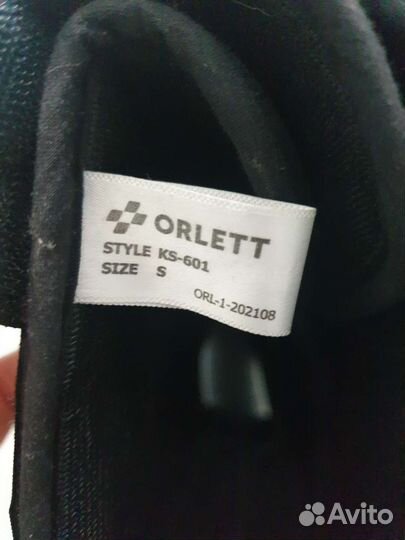 ORLETT
STYLE KS-601
SIZE S
ORL-1-202108
Avito